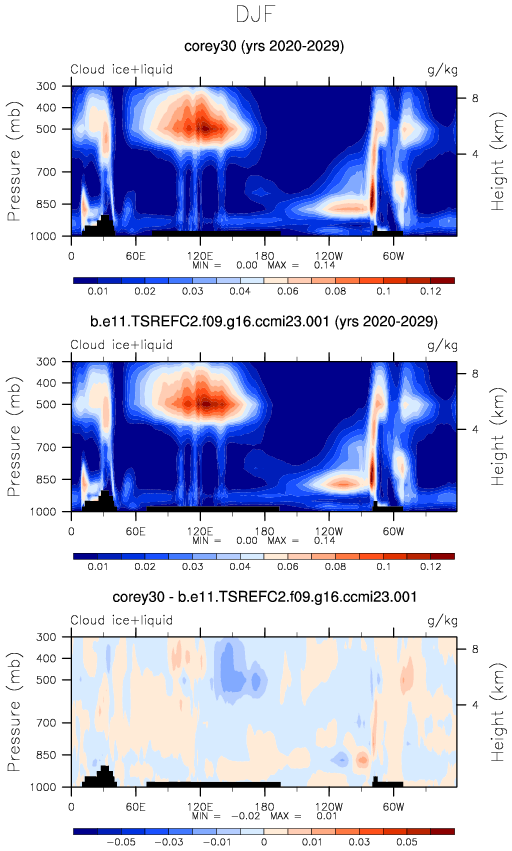 DJF
corey30 (yrs 2020-2029)
Cloud ice+liquid g/kg
300
400
500
700
850
1000
Pressure (mb)
8
4
Height (km)
0 60E 120E 180 120W 60W
MIN = 0.00 MAX = 0.14
0.01 0.02 0.03 0.04 0.06 0.08 0.1 0.12
b.e11.TSREFC2.f09.g16.ccmi23.001 (yrs 2020-2029)
Cloud ice+liquid g/kg
300
400
500
700
850
1000
Pressure (mb)
8
4
Height (km)
0 60E 120E 180 120W 60W
MIN = 0.00 MAX = 0.14
0.01 0.02 0.03 0.04 0.06 0.08 0.1 0.12
corey30 - b.e11.TSREFC2.f09.g16.ccmi23.001
Cloud ice+liquid g/kg
300
400
500
700
850
1000
Pressure (mb)
8
4
Height (km)
0 60E 120E 180 120W 60W
MIN = -0.02 MAX = 0.01
-0.05 -0.03 -0.01 0 0.01 0.03 0.05